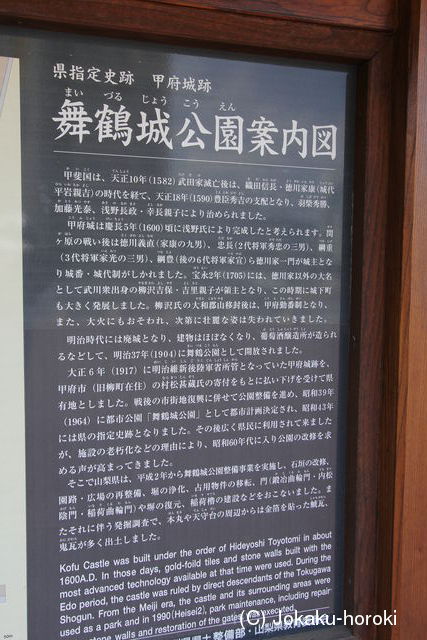 県指定史跡　甲府城跡
まい　づる　じょう　こう　えん
舞鶴城公園案内図
甲斐国は、天正10年(1582)武田家滅亡後は、織田信長・徳川家康(城代
平岩親吉)の時代を経て、天正18年(1590)豊臣秀吉の支配となり、羽柴秀勝、
加藤光泰、浅野長政・幸長親子により治められました。
甲府城は慶長5年(1600)頃に浅野氏により完成したと考えられます。関
ヶ原の戦い後は徳川義直(家康の九男)、忠長(2代将軍秀忠の三男)、綱重
(3代将軍家光の三男)、綱豊(後の6代将軍家宣)ら徳川家一門が城主とな
り城番・城代制がしかれました。宝永2年(1705)には、徳川家以外の大名
として武川衆出身の柳沢吉保・吉里親子が領主となり、この時期に城下町
も大きく発展しました。柳沢氏の大和郡山移封後は、甲府勤番制となり、
また、大火にもおそわれ、次第に壮麗な姿は失われていきました。
明治時代には廃城となり、建物はほぼなくなり、葡萄酒醸造所が造られ
るなどして、明治37年(1904)に舞鶴公園として開放されました。
大正6年(1917)に明治維新後陸軍省所管となっていた甲府城跡を、
甲府市(旧柳町在住)の村松甚蔵氏の寄付をもとに払い下げを受けて県
有地としました。戦後の市街地復興に併せて公園整備を進め、昭和39年
(1964)に都市公園「舞鶴城公園」として都市計画決定され、昭和43年
には県の指定史跡となりました。その後広く県民に利用されて来ました
が、施設の老朽化などの理由により、昭和60年代に入り公園の改修を求
める声が高まってきました。
そこで山梨県は、平成2年から舞鶴城公園整備事業を実施し、石垣の改修、
園路・広場の再整備、堀の浄化、占用物件の移転、門(鍛冶曲輪門・内松
陰門・稲荷曲輪門)や塀の復元、稲荷櫓の建設などをおこないました。ま
たそれに伴う発掘調査で、本丸や天守台の周辺からは金箔を貼った鯱瓦、
鬼瓦が多く出土しました。
Kofu Castle was built under the order of Hideyoshi Toyotomi in about
1600A.D. In those days, gold-foild tiles and stone walls built with the
most advanced technology available at that time were used. During the
Edo period, the castle was ruled by direct descendants of the Tokugawa
Shogun. From the Meiji era, the castle and its surrounding areas were
used as a park and in 1990(Heisei2), park maintenance, including repair
stone walls and restoration of the gates executed
土整備部・山梨県教
(C) Jokaku-horoki